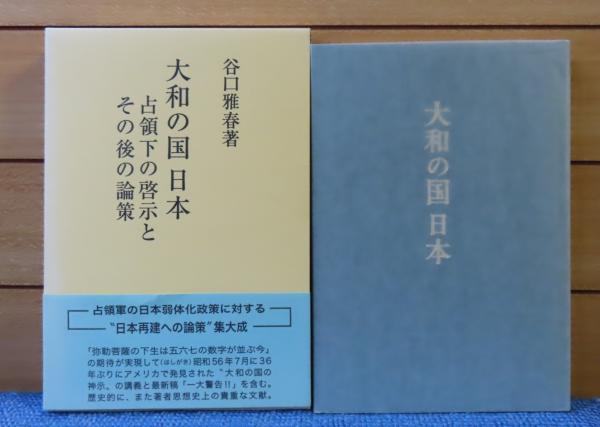 谷口雅春著
大和の国 日本
占領下の啓示と
その後の論策
占領軍の日本弱体化政策に対する
“日本再建への論策”集大成
「弥勒菩薩の下生は五六七の数字が並ぶ今」
の期待が実現して(はしがき)昭和56年7月に36
年ぶりにアメリカで発見された〝大和の国の
神示〟の講義と最新稿「一大警告!!」を含む。
歴史的に、また著者思想史上の貴重な文献。
大和の国 日本